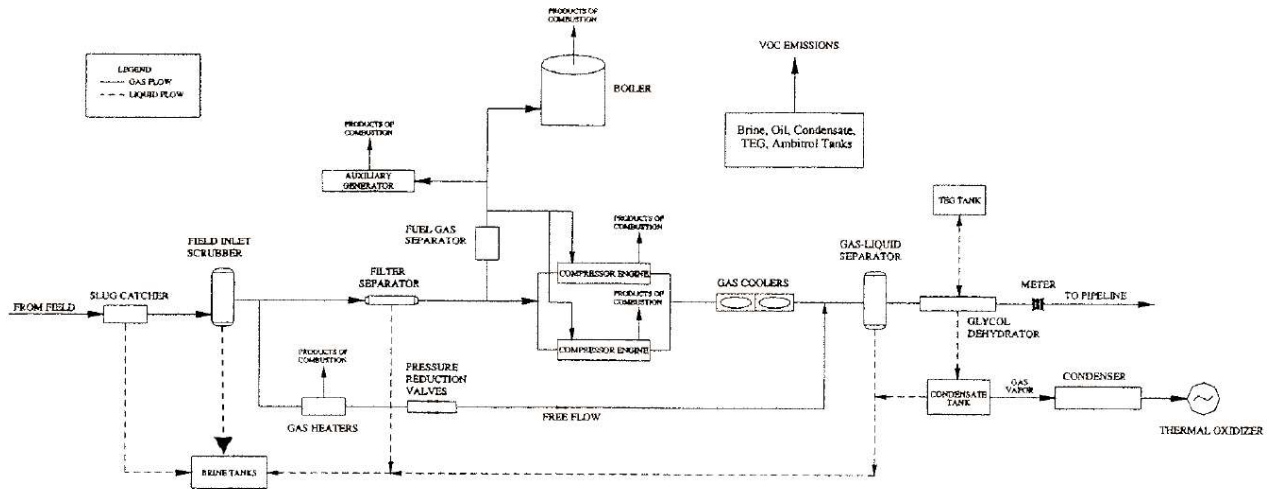 PRODUCTS OF
COMBUSTION
VOC EMISSIONS
LEGEND
GAS FLOW
LIQUID FLOW
BOILER
Brine, Oil, Condensate,
TEG, Ambitrol Tanks
PRODUCTS OF
COMBUSTION
AUXILIARY
GENERATOR
TEG TANK
FIELD INLET
SCRUBBER
FUEL GAS
SEPARATOR
PRODUCTS OF
COMBUSTION
GAS-LIQUID
SEPARATOR
FILTER
SEPARATOR
COMPRESSOR ENGINE
GAS COOLERS
METER
SLUG CATCHER
FROM FIELD
PRODUCTS OF
COMBUSTION
TO PIPELINE
GLYCOL
DEHYDRATOR
COMPRESSOR ENGINE
PRODUCTS OF
COMBUSTION
PRESSURE
REDUCTION
VALVES
GAS
VAPOR
CONDENSER
CONDENSATE
TANK
FREE FLOW
GAS HEATERS
THERMAL OXIDIZER
BRINE TANKS